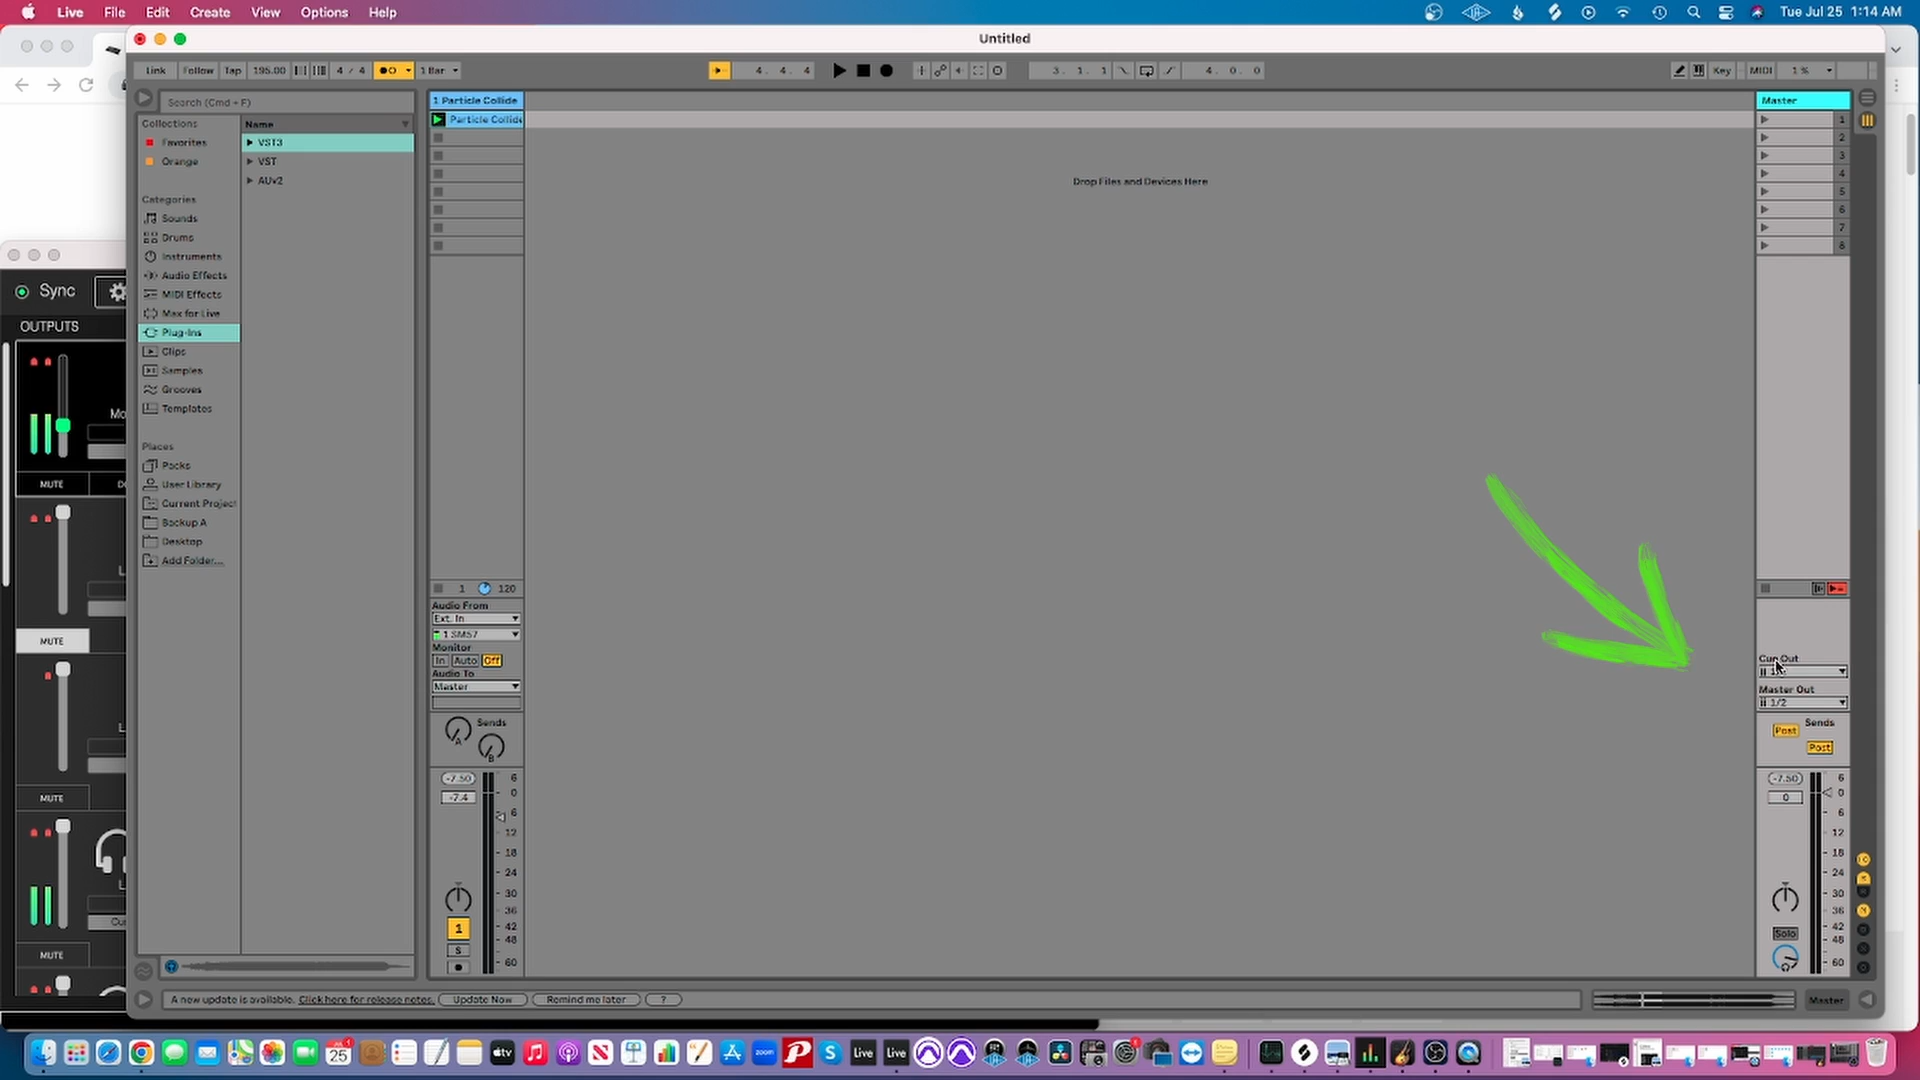 Live File Edit Create View Options Help
Tue Jul 25 1:14 AM
Untitled
Link Follow Tap 195.00 4 / 4 1 Bar
4. 4. 4
3. 1. 1
4. 0. 0
Key MIDI 1 %
Search (Cmd + F)
Collections
Favorites
Orange
Categories
Sounds
Drums
Instruments
Audio Effects
MIDI Effects
Max for Live
Plug-Ins
Clips
Samples
Grooves
Templates
Places
Packs
User Library
Current Project
Backup A
Desktop
Add Folder...
Name
VST3
VST
AUv2
1 Particle Collide
Particle Collide
Drop Files and Devices Here
1 120
Audio From
Ext. In
1 SM57
Monitor
In Auto Off
Audio To
Master
Sends
A
B
-7.50
-7.4
6
0
6
12
18
24
30
36
42
48
60
1
S
Master
1
2
3
4
5
6
7
8
Cue Out
Master Out
1/2
Sends
Post
Post
-7.50
0
6
0
6
12
18
24
30
36
42
48
60
Solo
Sync
OUTPUTS
Mo
MUTE
MUTE
MUTE
MUTE
A new update is available. Click here for release notes. Update Now Remind me later ?
Master
25
tv
zoom
Live
Live